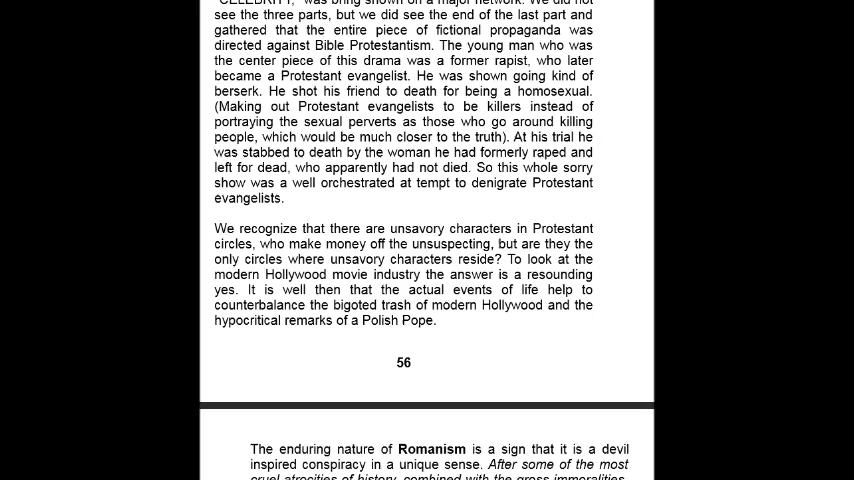 "CELEBRITY," was bring shown on a major network. We did not
see the three parts, but we did see the end of the last part and
gathered that the entire piece of fictional propaganda was
directed against Bible Protestantism. The young man who was
the center piece of this drama was a former rapist, who later
became a Protestant evangelist. He was shown going kind of
berserk. He shot his friend to death for being a homosexual.
(Making out Protestant evangelists to be killers instead of
portraying the sexual perverts as those who go around killing
people, which would be much closer to the truth). At his trial he
was stabbed to death by the woman he had formerly raped and
left for dead, who apparently had not died. So this whole sorry
show was a well orchestrated at tempt to denigrate Protestant
evangelists.
We recognize that there are unsavory characters in Protestant
circles, who make money off the unsuspecting, but are they the
only circles where unsavory characters reside? To look at the
modern Hollywood movie industry the answer is a resounding
yes. It is well then that the actual events of life help to
counterbalance the bigoted trash of modern Hollywood and the
hypocritical remarks of a Polish Pope.
56
The enduring nature of Romanism is a sign that it is a devil
inspired conspiracy in a unique sense. After some of the most
cruel atrocities of history, combined with the gross immoralities,